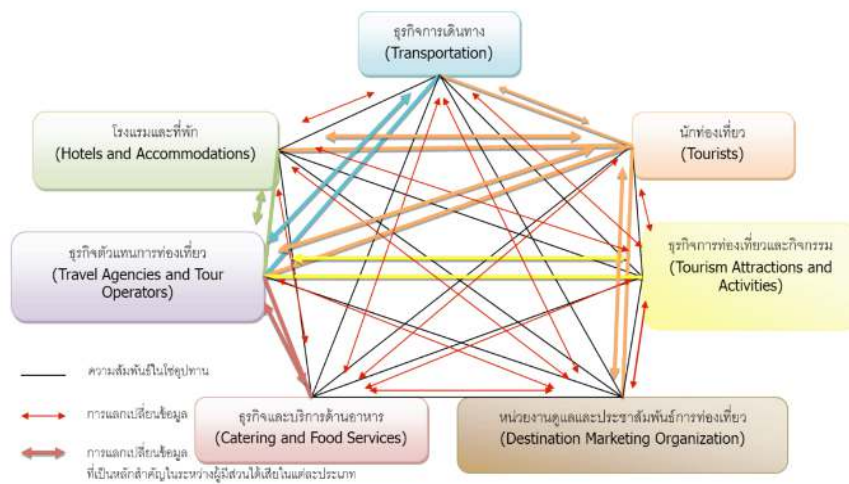 ธุรกิจการเดินทาง
(Transportation)
โรงแรมและที่พัก
(Hotels and Accommodations)
นักท่องเที่ยว
(Tourists)
ธุรกิจตัวแทนการท่องเที่ยว
(Travel Agencies and Tour
Operators)
ธุรกิจการท่องเที่ยวและกิจกรรม
(Tourism Attractions and
Activities)
ธุรกิจและบริการด้านอาหาร
(Catering and Food Services)
หน่วยงานดูแลและประชาสัมพันธ์การท่องเที่ยว
(Destination Marketing Organization)
ความสัมพันธ์ในโซ่อุปทาน
การแลกเปลี่ยนข้อมูล
การแลกเปลี่ยนข้อมูล
ที่เป็นหลักสำคัญในระหว่างผู้มีส่วนได้เสียในแต่ละประเภท